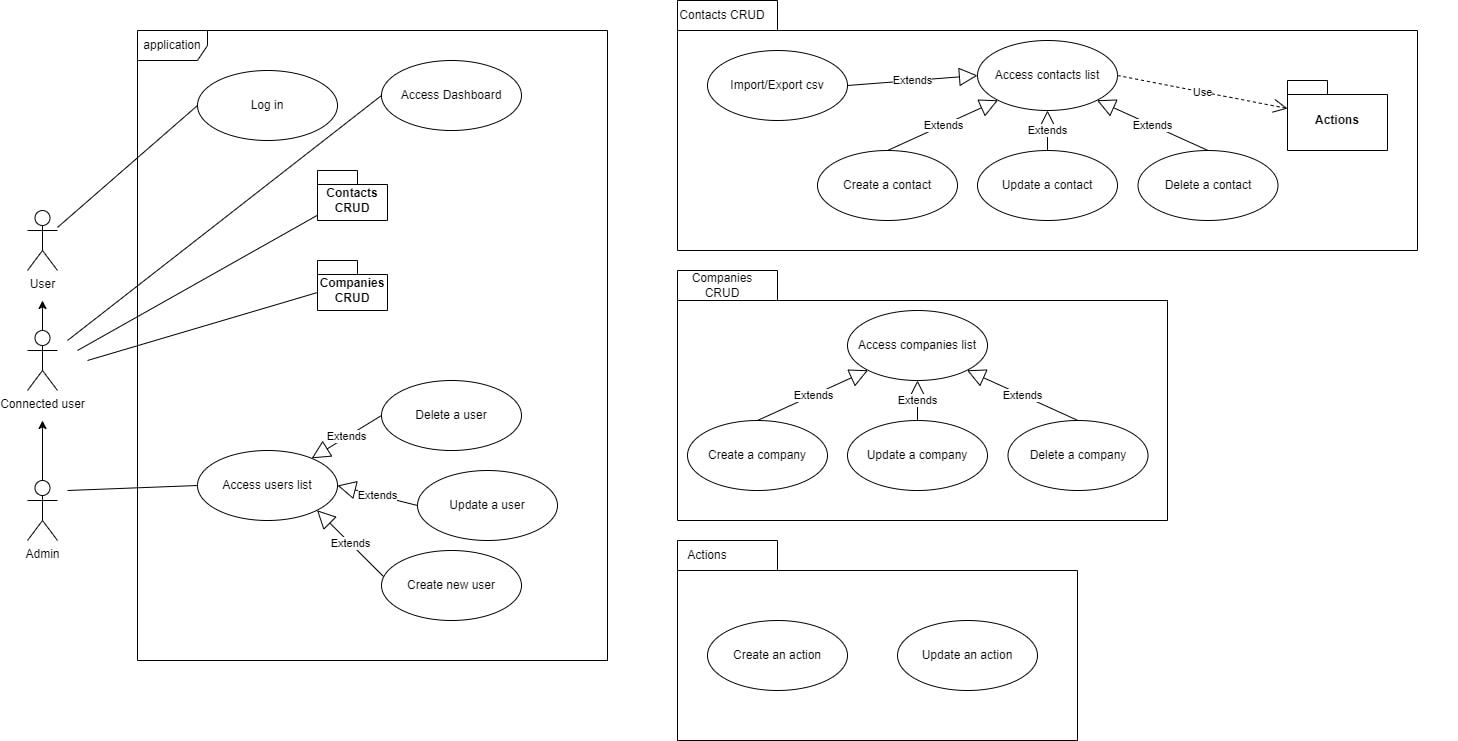 application
Log in
Access Dashboard
Contacts
CRUD
Companies
CRUD
User
Connected user
Admin
Delete a user
Extends
Access users list
Extends
Update a user
Extends
Create new user
Contacts CRUD
Import/Export csv
Extends
Access contacts list
Use
Actions
Extends
Extends
Extends
Create a contact
Update a contact
Delete a contact
Companies
CRUD
Access companies list
Extends
Extends
Extends
Create a company
Update a company
Delete a company
Actions
Create an action
Update an action